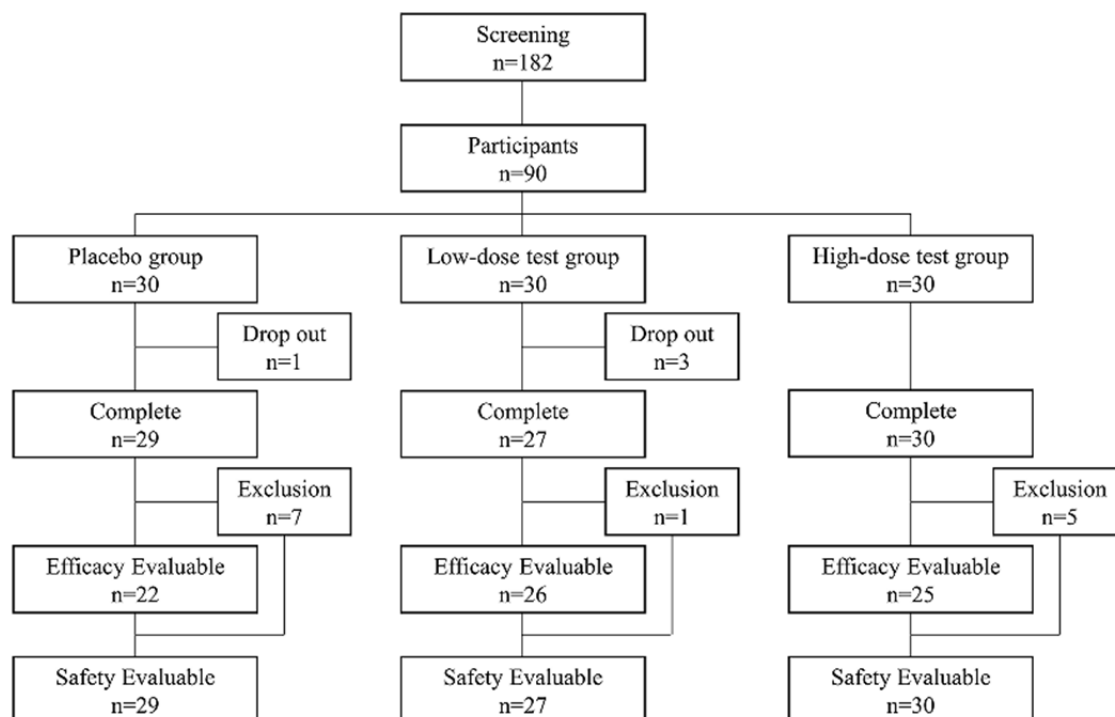 Screening
n=182
Participants
n=90
Placebo group
n=30
Low-dose test group
n=30
High-dose test group
n=30
Drop out
n=1
Drop out
n=3
Complete
n=29
Complete
n=27
Complete
n=30
Exclusion
n=7
Exclusion
n=1
Exclusion
n=5
Efficacy Evaluable
n=22
Efficacy Evaluable
n=26
Efficacy Evaluable
n=25
Safety Evaluable
n=29
Safety Evaluable
n=27
Safety Evaluable
n=30